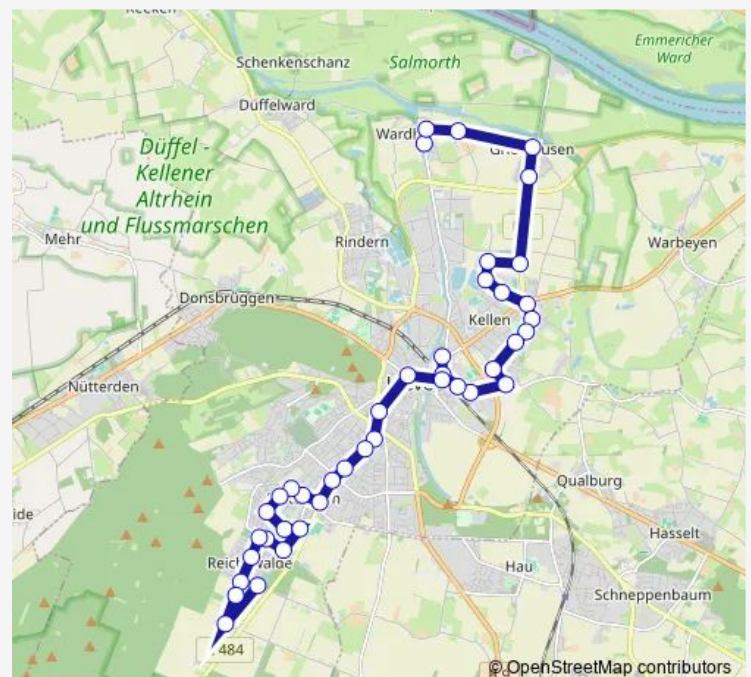 Schenkenschanz
Salmorth
Emmericher
Ward
Düffelward
Düffel -
Kellener
Altrhein
und Flussmarschen
Mehr
Rindern
Warbeyen
Donsbrüggen
Kellen
Nütterden
Qualburg
Hasselt
Hau
Schneppenbaum
484
© OpenStreetMap contributors